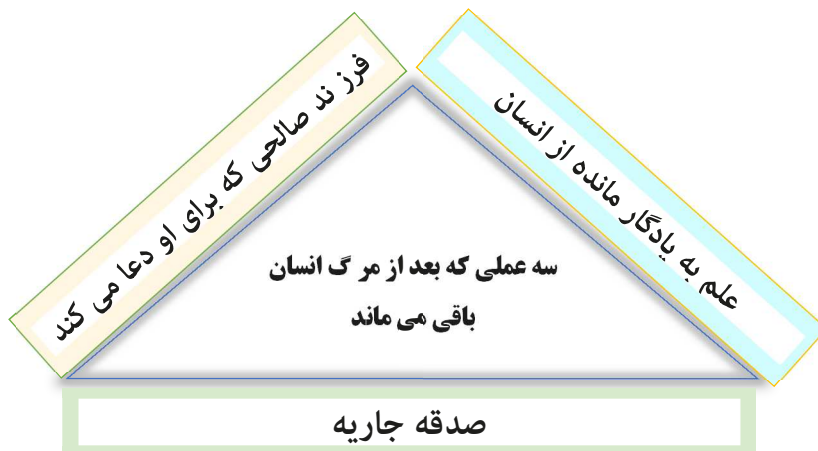 فرز ند صالحی که برای او دعا می کند
علم به یادگار مانده از انسان
سه عملی که بعد از مر گ انسان
باقی می ماند
صدقه جاریه